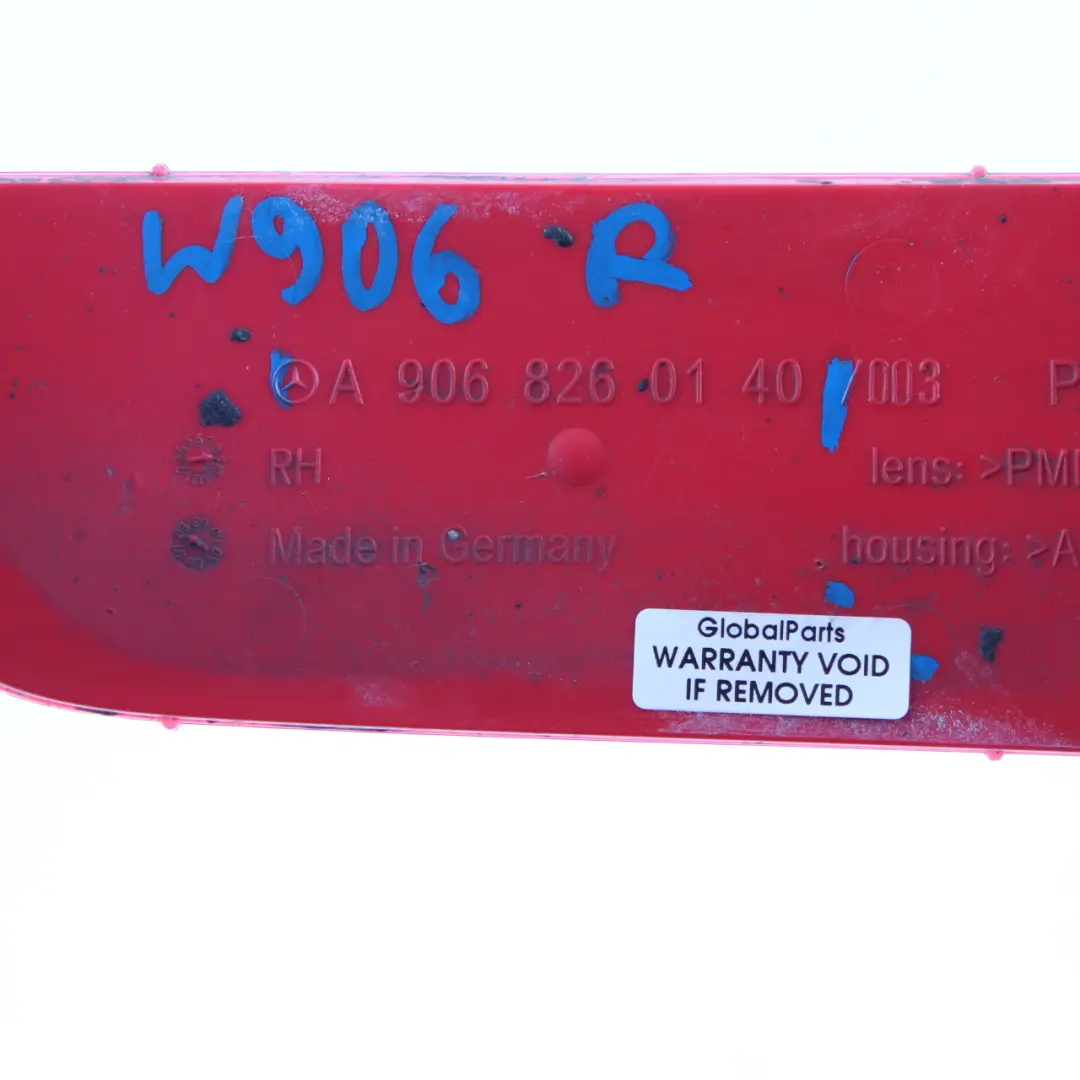 W906 R
A 906 826 01 40 /003 P
RH lens: >PM
Made in Germany housing: >A
GlobalParts
WARRANTY VOID
IF REMOVED